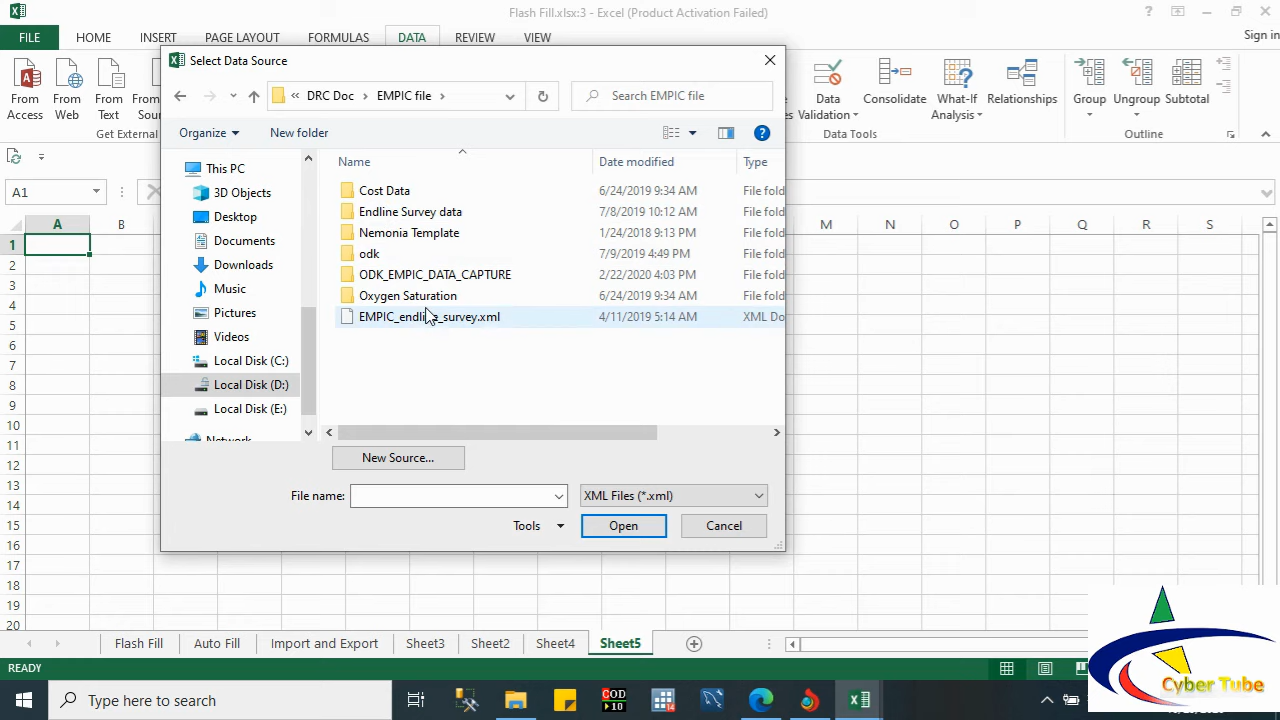 Flash Fill.xlsx:3 - Excel (Product Activation Failed)
FILE HOME INSERT PAGE LAYOUT FORMULAS DATA REVIEW VIEW Sign in
Select Data Source
From Access
From Web
From Text
Get External
Data Validation
Consolidate
What-If Analysis
Relationships
Data Tools
Group
Ungroup
Subtotal
Outline
« DRC Doc › EMPIC file ›
Search EMPIC file
Organize
New folder
A1
This PC
3D Objects
Desktop
Documents
Downloads
Music
Pictures
Videos
Local Disk (C:)
Local Disk (D:)
Local Disk (E:)
Network
Name Date modified Type
Cost Data 6/24/2019 9:34 AM File fold
Endline Survey data 7/8/2019 10:12 AM File fold
Nemonia Template 1/24/2018 9:13 PM File fold
odk 7/9/2019 4:49 PM File fold
ODK_EMPIC_DATA_CAPTURE 2/22/2020 4:03 PM File fold
Oxygen Saturation 6/24/2019 9:34 AM File fold
EMPIC_endline_survey.xml 4/11/2019 5:14 AM XML Do
New Source...
File name:
XML Files (*.xml)
Tools
Open
Cancel
A B M N O P Q R S
1
2
3
4
5
6
7
8
9
10
11
12
13
14
15
16
17
18
19
20
Flash Fill Auto Fill Import and Export Sheet3 Sheet2 Sheet4 Sheet5
READY
Cyber Tube
Type here to search
COD
10
14